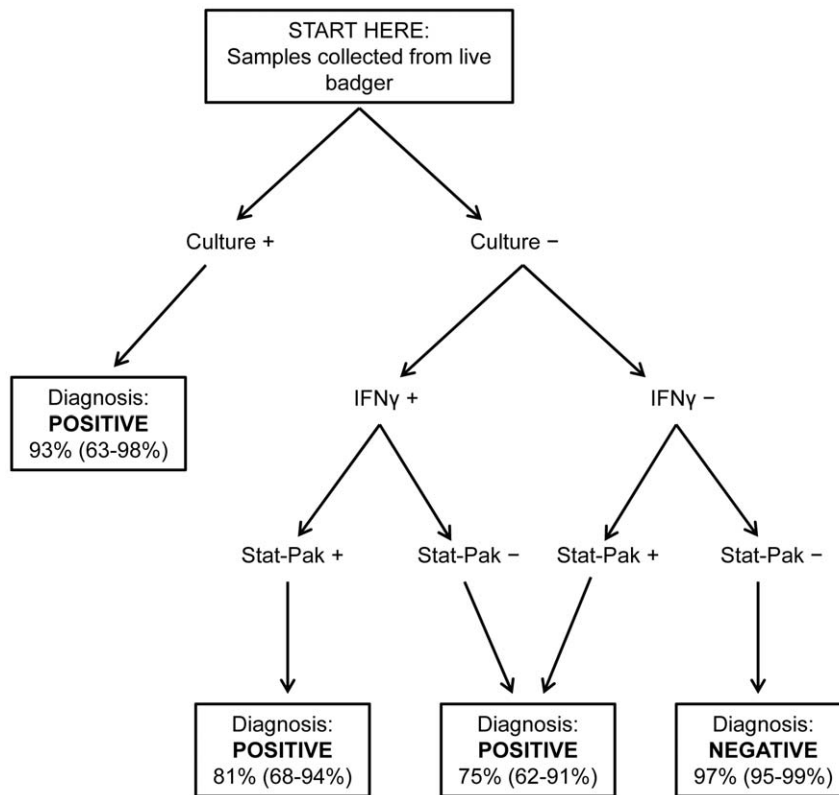 START HERE:
Samples collected from live
badger
Culture +
Culture −
Diagnosis:
POSITIVE
93% (63-98%)
IFNγ +
IFNγ −
Stat-Pak +
Stat-Pak −
Stat-Pak +
Stat-Pak −
Diagnosis:
POSITIVE
81% (68-94%)
Diagnosis:
POSITIVE
75% (62-91%)
Diagnosis:
NEGATIVE
97% (95-99%)